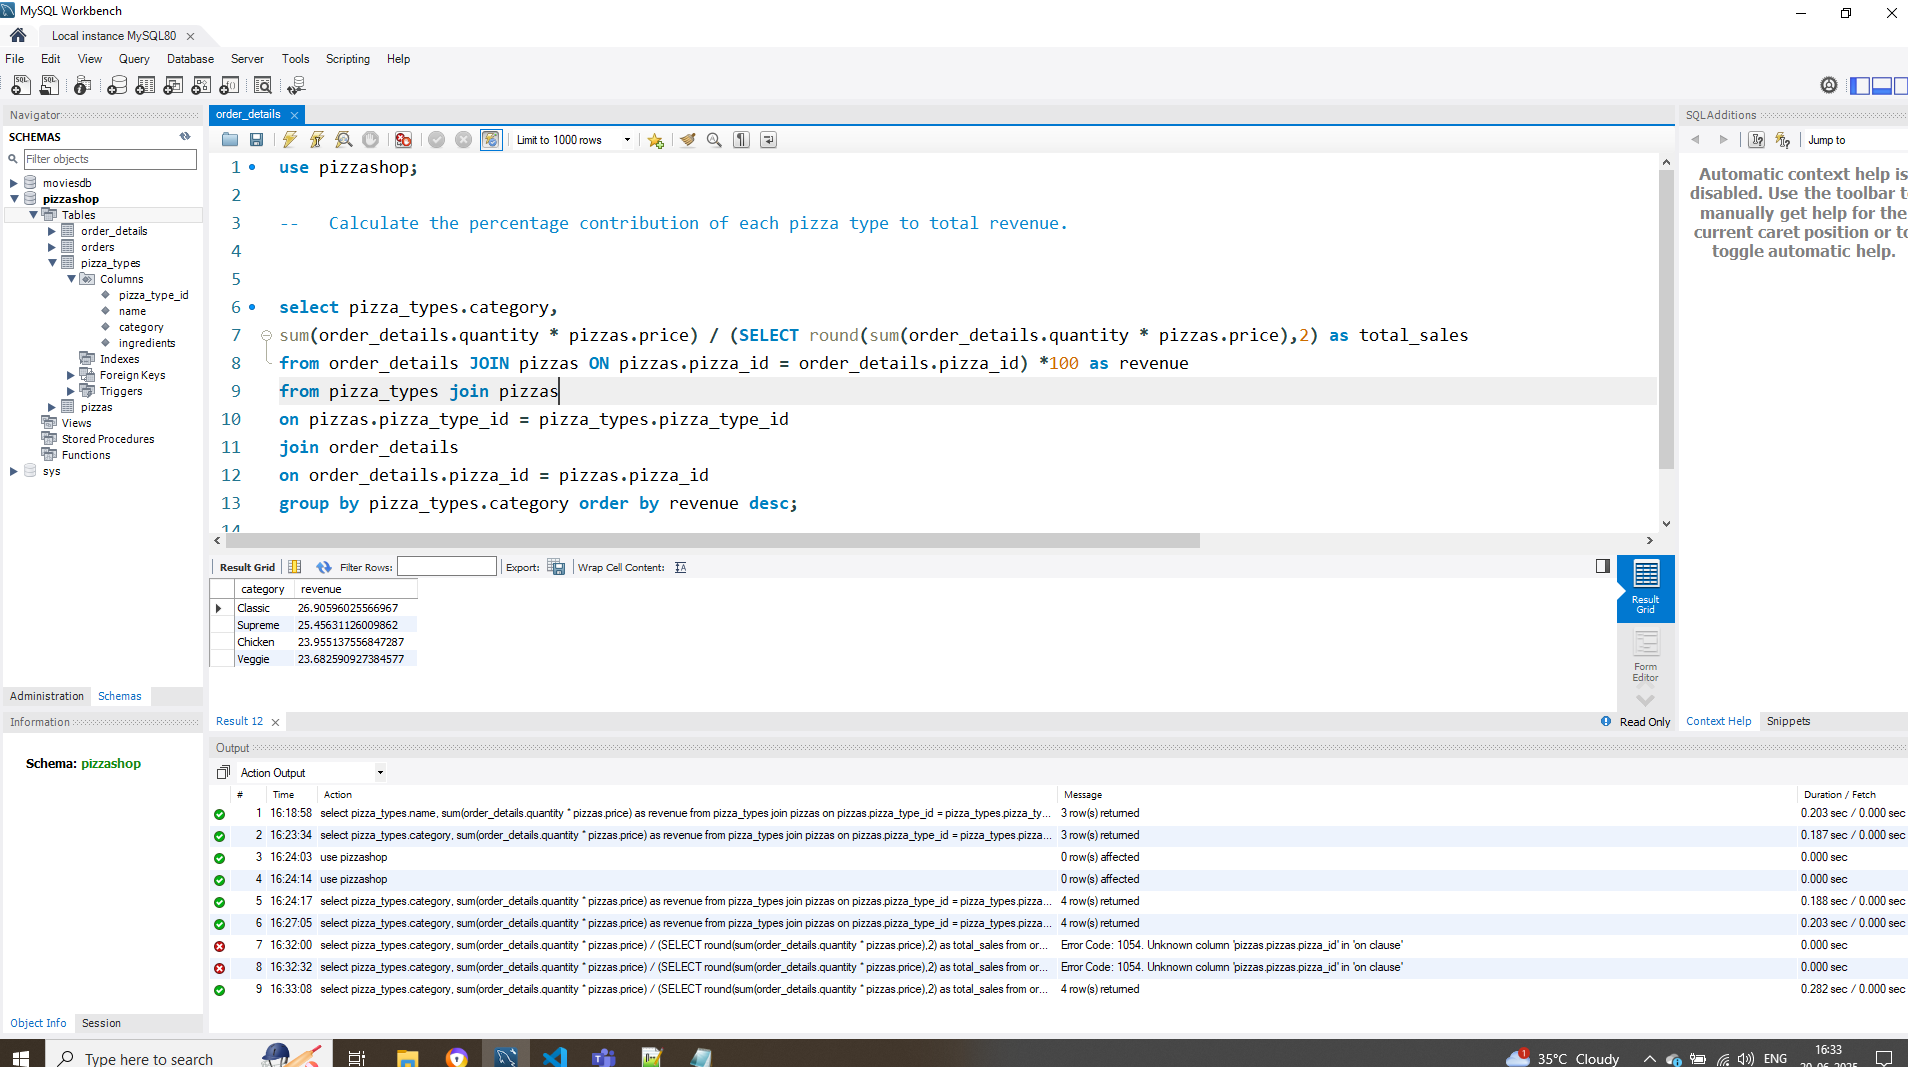 MySQL Workbench
Local instance MySQL80
File Edit View Query Database Server Tools Scripting Help
Navigator
SCHEMAS
Filter objects
moviesdb
pizzashop
Tables
order_details
orders
pizza_types
Columns
pizza_type_id
name
category
ingredients
Indexes
Foreign Keys
Triggers
pizzas
Views
Stored Procedures
Functions
sys
Administration Schemas
Information
Schema: pizzashop
Object Info Session
order_details
Limit to 1000 rows
1 use pizzashop;
2
3 -- Calculate the percentage contribution of each pizza type to total revenue.
4
5
6 select pizza_types.category,
7 sum(order_details.quantity * pizzas.price) / (SELECT round(sum(order_details.quantity * pizzas.price),2) as total_sales
8 from order_details JOIN pizzas ON pizzas.pizza_id = order_details.pizza_id) *100 as revenue
9 from pizza_types join pizzas
10 on pizzas.pizza_type_id = pizza_types.pizza_type_id
11 join order_details
12 on order_details.pizza_id = pizzas.pizza_id
13 group by pizza_types.category order by revenue desc;
14
Result Grid Filter Rows: Export: Wrap Cell Content:
category revenue
Classic 26.90596025566967
Supreme 25.45631126009862
Chicken 23.955137556847287
Veggie 23.682590927384577
Result Grid
Form Editor
Result 12
Read Only
SQLAdditions
Jump to
Automatic context help is
disabled. Use the toolbar t
manually get help for the
current caret position or to
toggle automatic help.
Context Help Snippets
Output
Action Output
# Time Action Message Duration / Fetch
1 16:18:58 select pizza_types.name, sum(order_details.quantity * pizzas.price) as revenue from pizza_types join pizzas on pizzas.pizza_type_id = pizza_types.pizza_ty... 3 row(s) returned 0.203 sec / 0.000 sec
2 16:23:34 select pizza_types.category, sum(order_details.quantity * pizzas.price) as revenue from pizza_types join pizzas on pizzas.pizza_type_id = pizza_types.pizza... 3 row(s) returned 0.187 sec / 0.000 sec
3 16:24:03 use pizzashop 0 row(s) affected 0.000 sec
4 16:24:14 use pizzashop 0 row(s) affected 0.000 sec
5 16:24:17 select pizza_types.category, sum(order_details.quantity * pizzas.price) as revenue from pizza_types join pizzas on pizzas.pizza_type_id = pizza_types.pizza... 4 row(s) returned 0.188 sec / 0.000 sec
6 16:27:05 select pizza_types.category, sum(order_details.quantity * pizzas.price) as revenue from pizza_types join pizzas on pizzas.pizza_type_id = pizza_types.pizza... 4 row(s) returned 0.203 sec / 0.000 sec
7 16:32:00 select pizza_types.category, sum(order_details.quantity * pizzas.price) / (SELECT round(sum(order_details.quantity * pizzas.price),2) as total_sales from or... Error Code: 1054. Unknown column 'pizzas.pizzas.pizza_id' in 'on clause' 0.000 sec
8 16:32:32 select pizza_types.category, sum(order_details.quantity * pizzas.price) / (SELECT round(sum(order_details.quantity * pizzas.price),2) as total_sales from or... Error Code: 1054. Unknown column 'pizzas.pizzas.pizza_id' in 'on clause' 0.000 sec
9 16:33:08 select pizza_types.category, sum(order_details.quantity * pizzas.price) / (SELECT round(sum(order_details.quantity * pizzas.price),2) as total_sales from or... 4 row(s) returned 0.282 sec / 0.000 sec
Type here to search
1 35°C Cloudy ENG 16:33